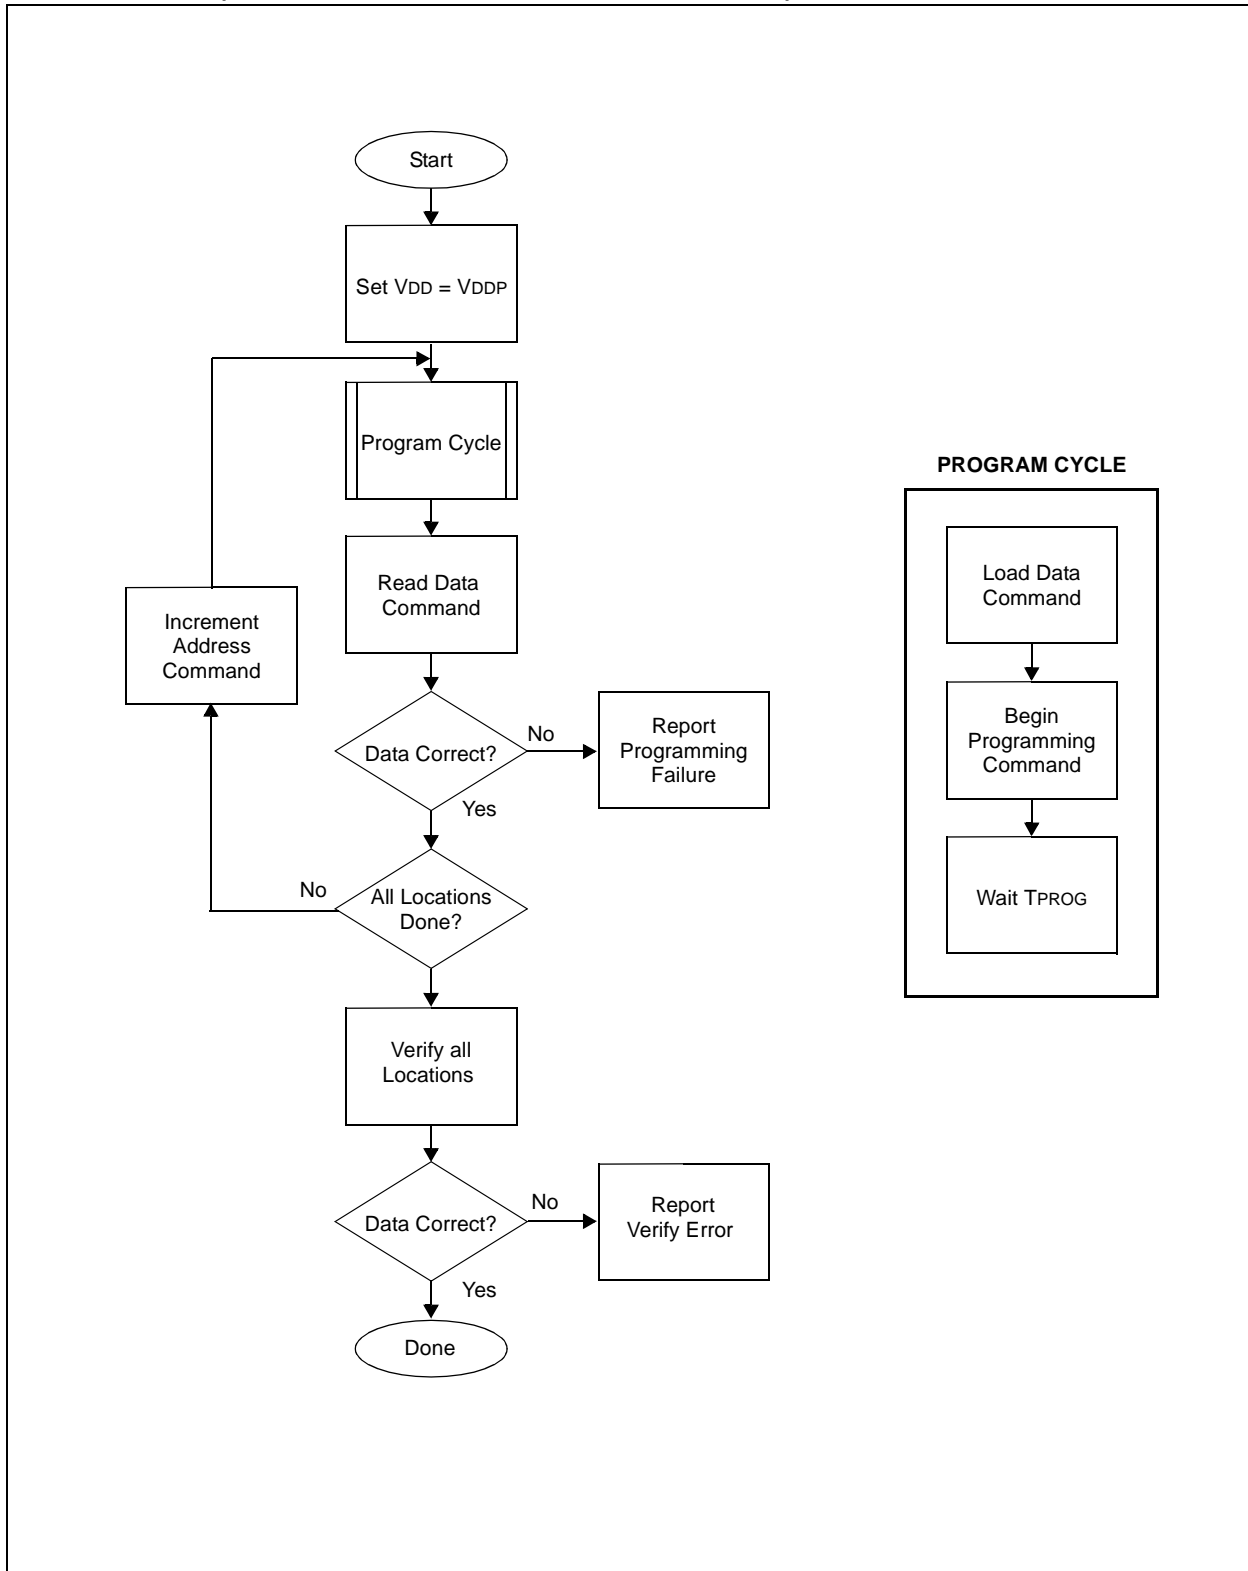 Start
Set VDD = VDDP
Program Cycle
Read Data
Command
Increment
Address
Command
Data Correct?
No
Report
Programming
Failure
Yes
No
All Locations
Done?
Verify all
Locations
Data Correct?
No
Report
Verify Error
Yes
Done
PROGRAM CYCLE
Load Data
Command
Begin
Programming
Command
Wait TPROG